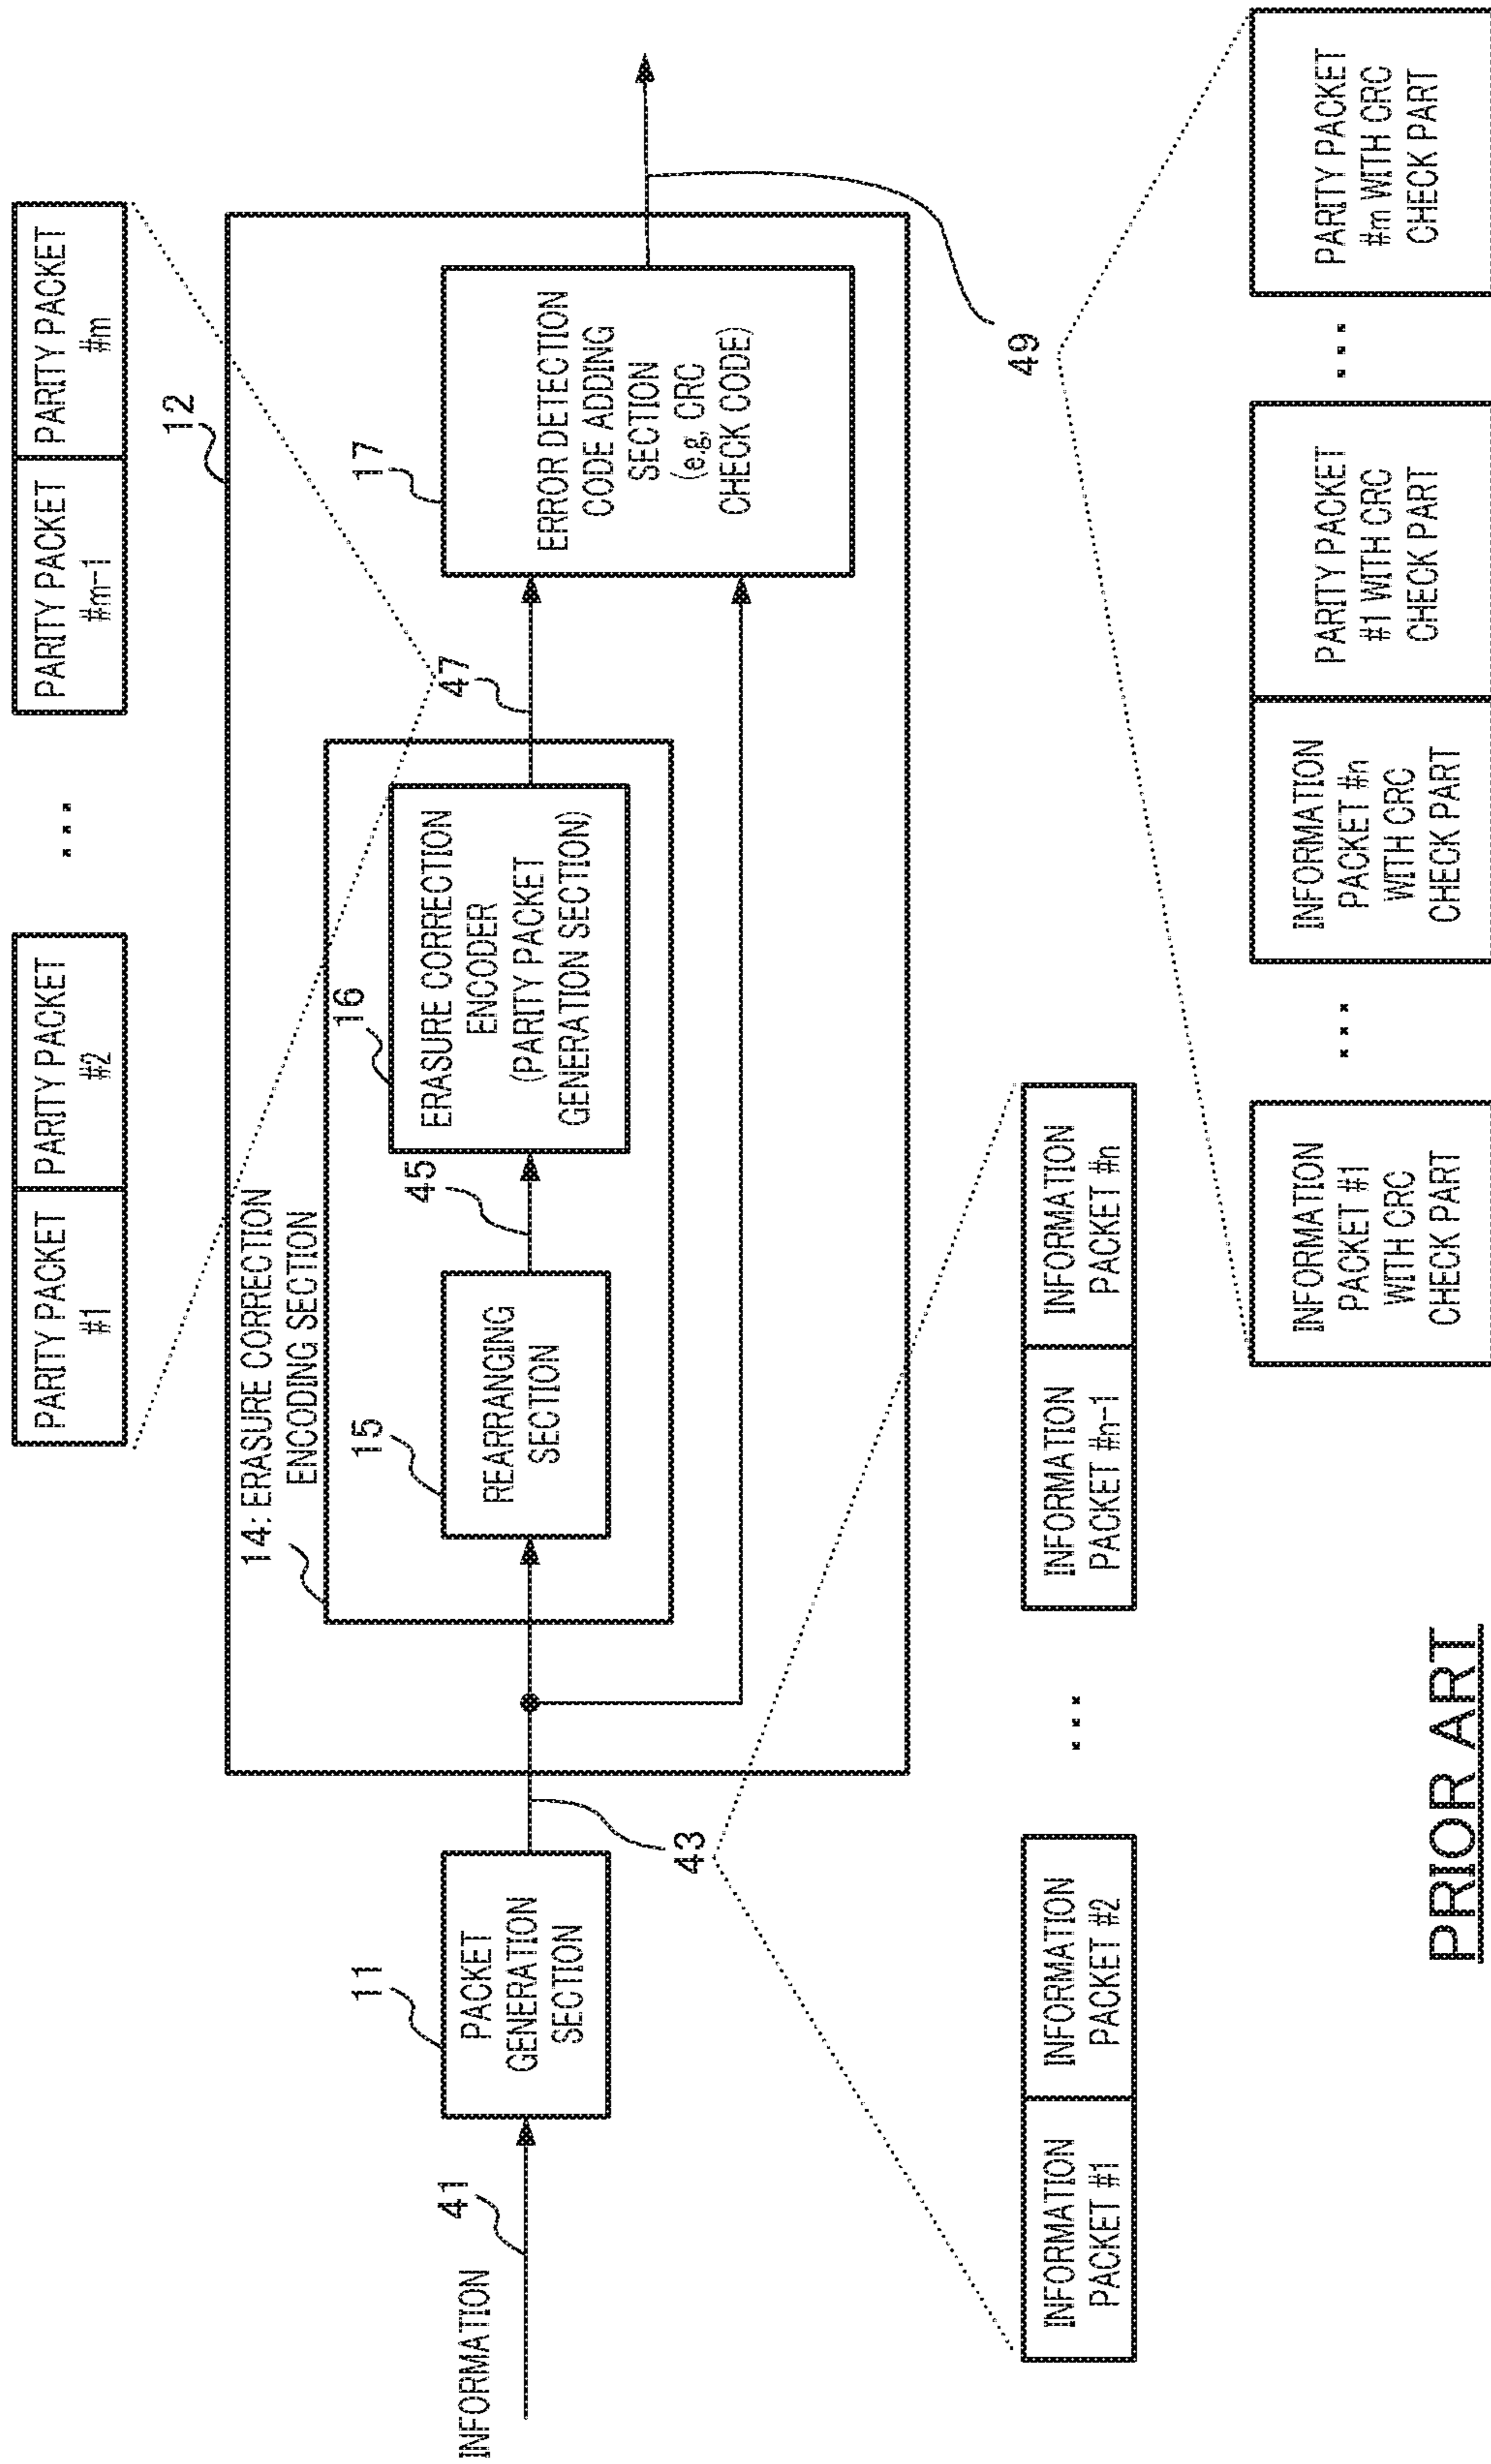 PARITY PACKET
#1
PARITY PACKET
#2
...
PARITY PACKET
#m-1
PARITY PACKET
#m
12
14: ERASURE CORRECTION
ENCODING SECTION
INFORMATION
41
11
PACKET
GENERATION
SECTION
43
15
REARRANGING
SECTION
45
16
ERASURE CORRECTION
ENCODER
(PARITY PACKET
GENERATION SECTION)
47
17
ERROR DETECTION
CODE ADDING
SECTION
(e.g, CRC
CHECK CODE)
49
INFORMATION
PACKET #1
INFORMATION
PACKET #2
...
INFORMATION
PACKET #n-1
INFORMATION
PACKET #n
INFORMATION
PACKET #1
WITH CRC
CHECK PART
...
INFORMATION
PACKET #n
WITH CRC
CHECK PART
PARITY PACKET
#1 WITH CRC
CHECK PART
...
PARITY PACKET
#m WITH CRC
CHECK PART
PRIOR ART